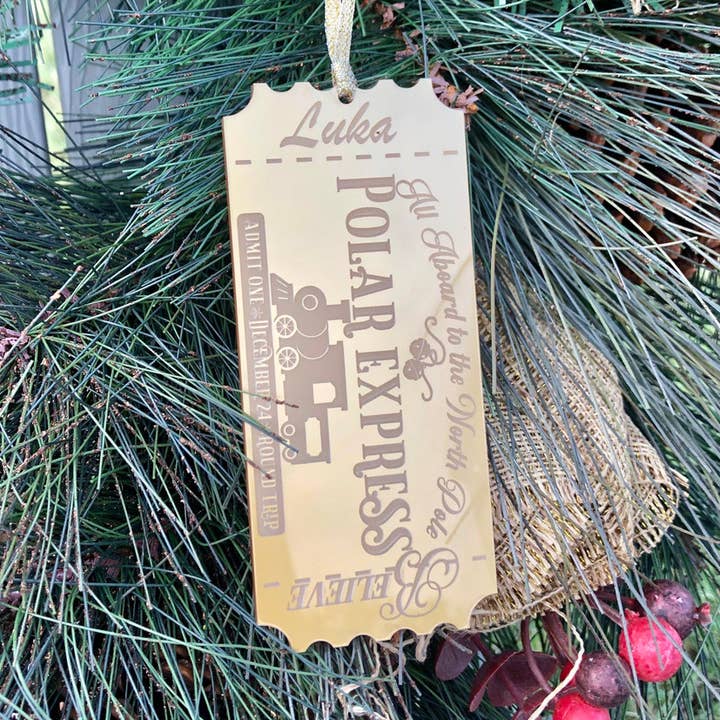 Luka
All Aboard to the North Pole
POLAR EXPRESS
ADMIT ONE * DECEMBER 24 * ROUND TRIP
BELIEVE